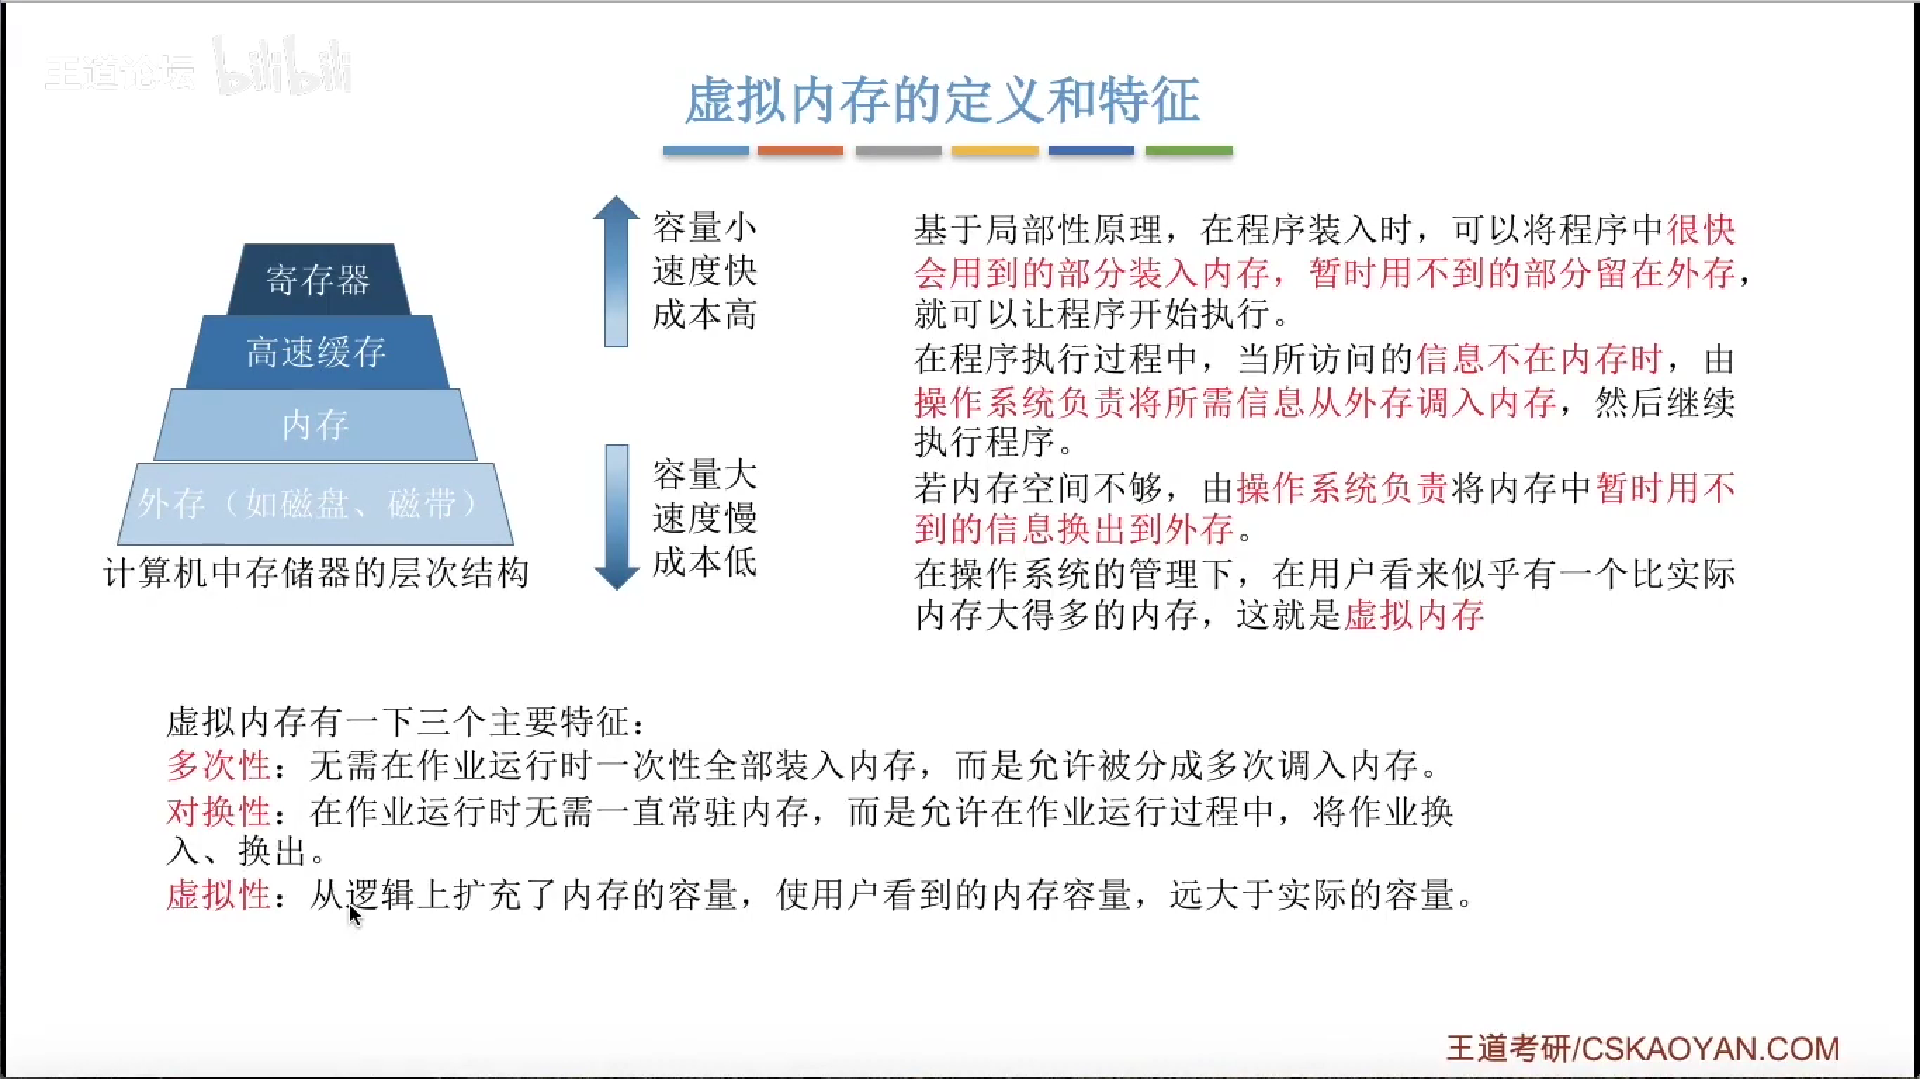 王道论坛 bilibili
虚拟内存的定义和特征
寄存器
高速缓存
内存
外存（如磁盘、磁带）
计算机中存储器的层次结构
容量小
速度快
成本高
容量大
速度慢
成本低
基于局部性原理，在程序装入时，可以将程序中很快
会用到的部分装入内存，暂时用不到的部分留在外存，
就可以让程序开始执行。
在程序执行过程中，当所访问的信息不在内存时，由
操作系统负责将所需信息从外存调入内存，然后继续
执行程序。
若内存空间不够，由操作系统负责将内存中暂时用不
到的信息换出到外存。
在操作系统的管理下，在用户看来似乎有一个比实际
内存大得多的内存，这就是虚拟内存
虚拟内存有一下三个主要特征：
多次性：无需在作业运行时一次性全部装入内存，而是允许被分成多次调入内存。
对换性：在作业运行时无需一直常驻内存，而是允许在作业运行过程中，将作业换
入、换出。
虚拟性：从逻辑上扩充了内存的容量，使用户看到的内存容量，远大于实际的容量。
王道考研/CSKAOYAN.COM